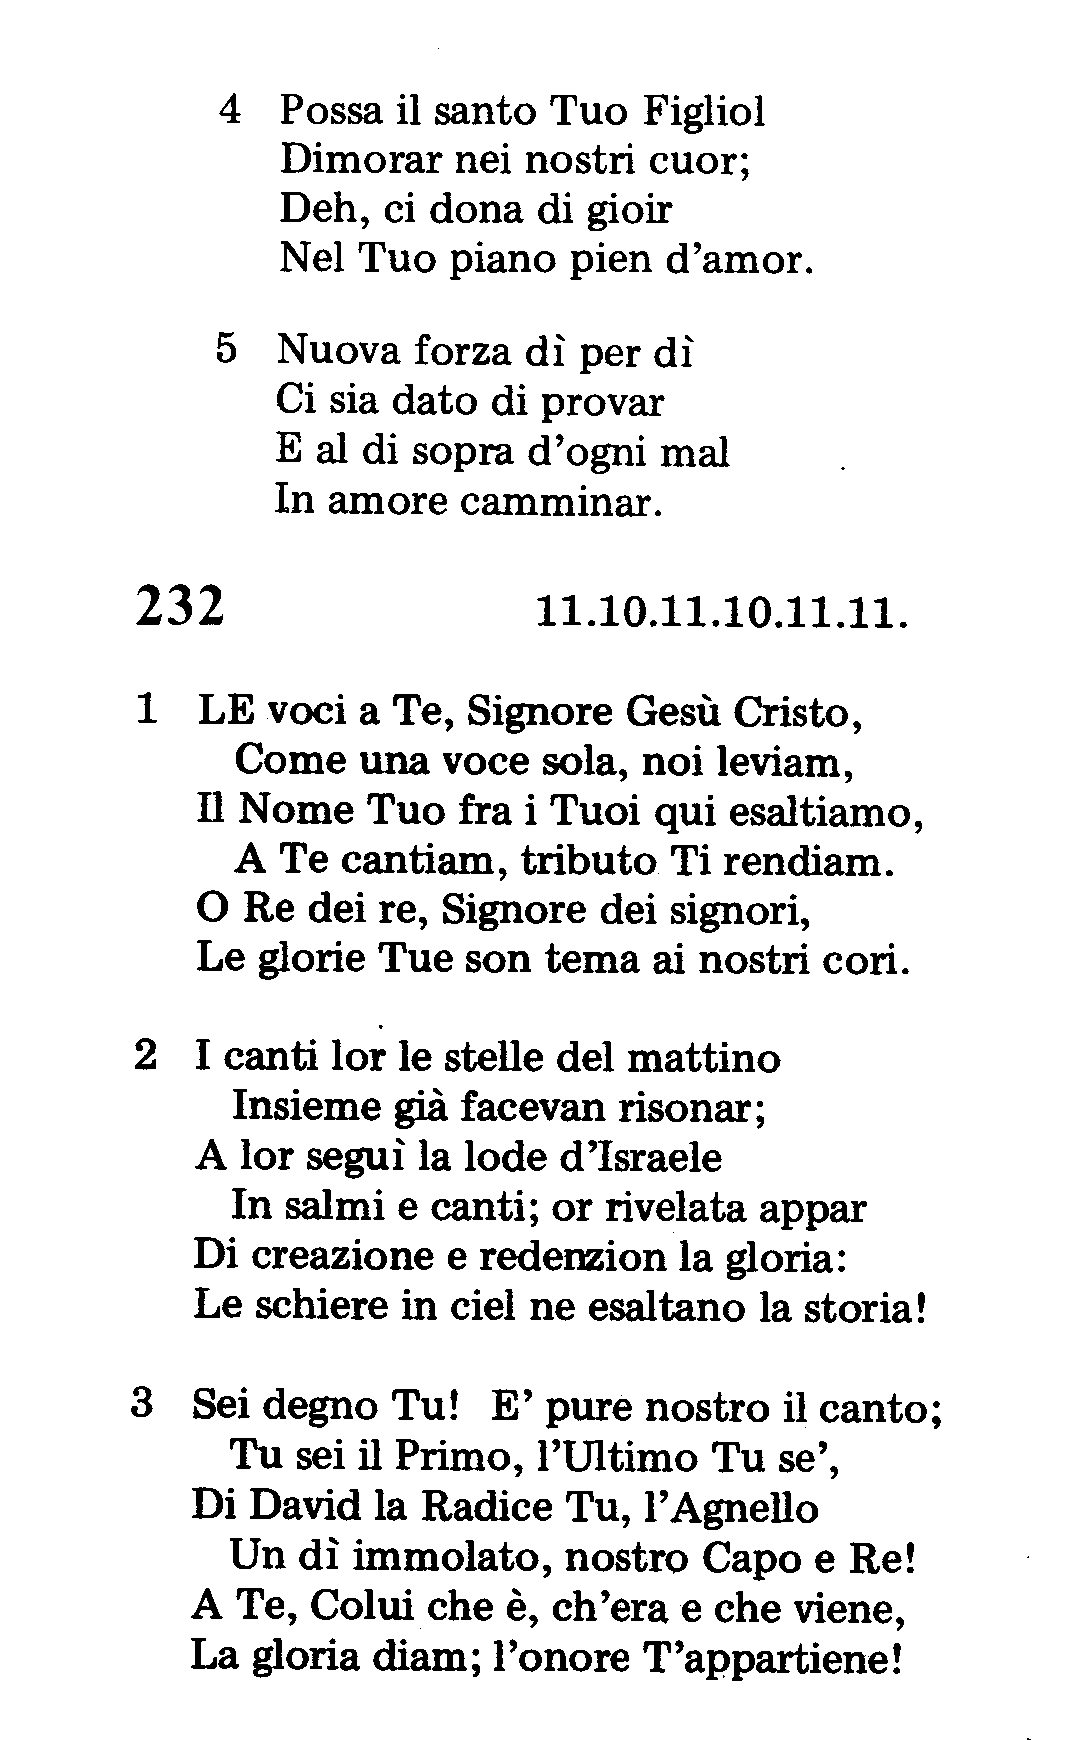 4 Possa il santo Tuo Figliol
Dimorar nei nostri cuor;
Deh, ci dona di gioir
Nel Tuo piano pien d'amor.
5 Nuova forza dì per dì
Ci sia dato di provar
E al di sopra d'ogni mal
In amore camminar.
232 11.10.11.10.11.11.
1 LE voci a Te, Signore Gesù Cristo,
Come una voce sola, noi leviam,
Il Nome Tuo fra i Tuoi qui esaltiamo,
A Te cantiam, tributo Ti rendiam.
O Re dei re, Signore dei signori,
Le glorie Tue son tema ai nostri cori.
2 I canti lor le stelle del mattino
Insieme già facevan risonar;
A lor seguì la lode d'Israele
In salmi e canti; or rivelata appar
Di creazione e redenzion la gloria:
Le schiere in ciel ne esaltano la storia!
3 Sei degno Tu! E' pure nostro il canto;
Tu sei il Primo, l'Ultimo Tu se',
Di David la Radice Tu, l'Agnello
Un dì immolato, nostro Capo e Re!
A Te, Colui che è, ch'era e che viene,
La gloria diam; l'onore T'appartiene!